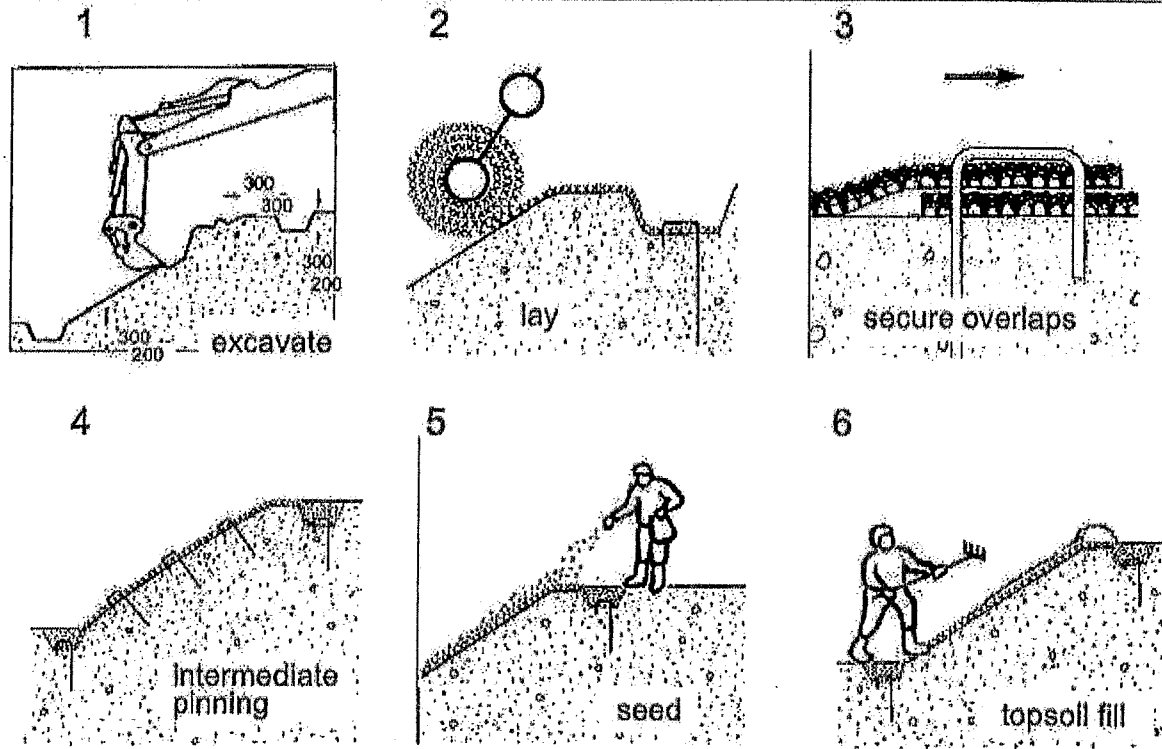 1
2
3
300
300
300
200
300
200
excavate
lay
secure overlaps
4
5
6
Intermediate
pinning
seed
topsoil fill